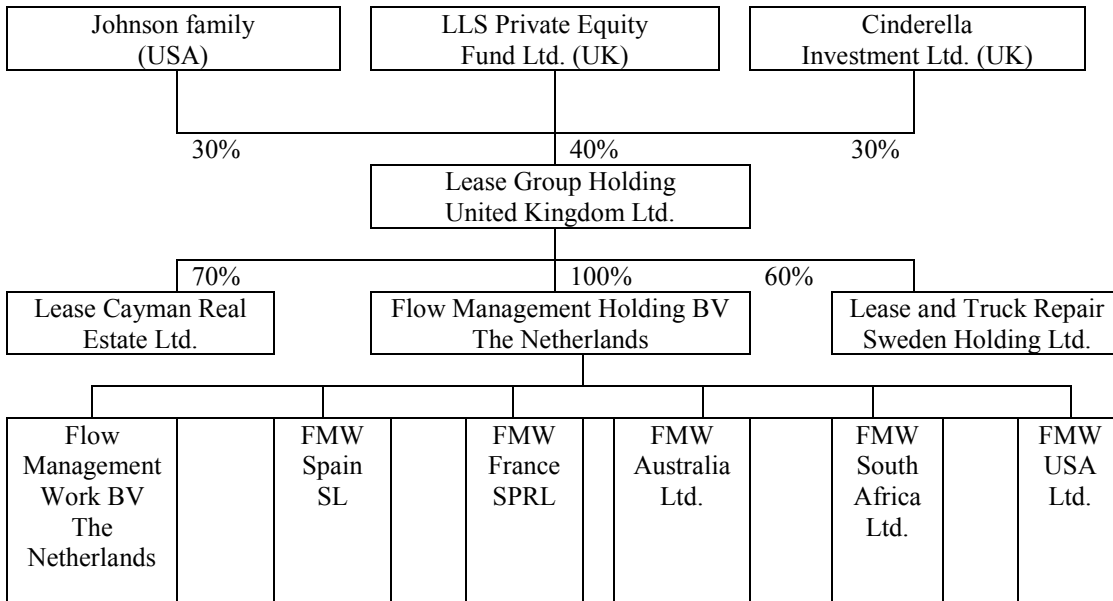 Johnson family
(USA)
LLS Private Equity
Fund Ltd. (UK)
Cinderella
Investment Ltd. (UK)
30%
40%
30%
Lease Group Holding
United Kingdom Ltd.
70%
100%
60%
Lease Cayman Real
Estate Ltd.
Flow Management Holding BV
The Netherlands
Lease and Truck Repair
Sweden Holding Ltd.
Flow
Management
Work BV
The
Netherlands
FMW
Spain
SL
FMW
France
SPRL
FMW
Australia
Ltd.
FMW
South
Africa
Ltd.
FMW
USA
Ltd.